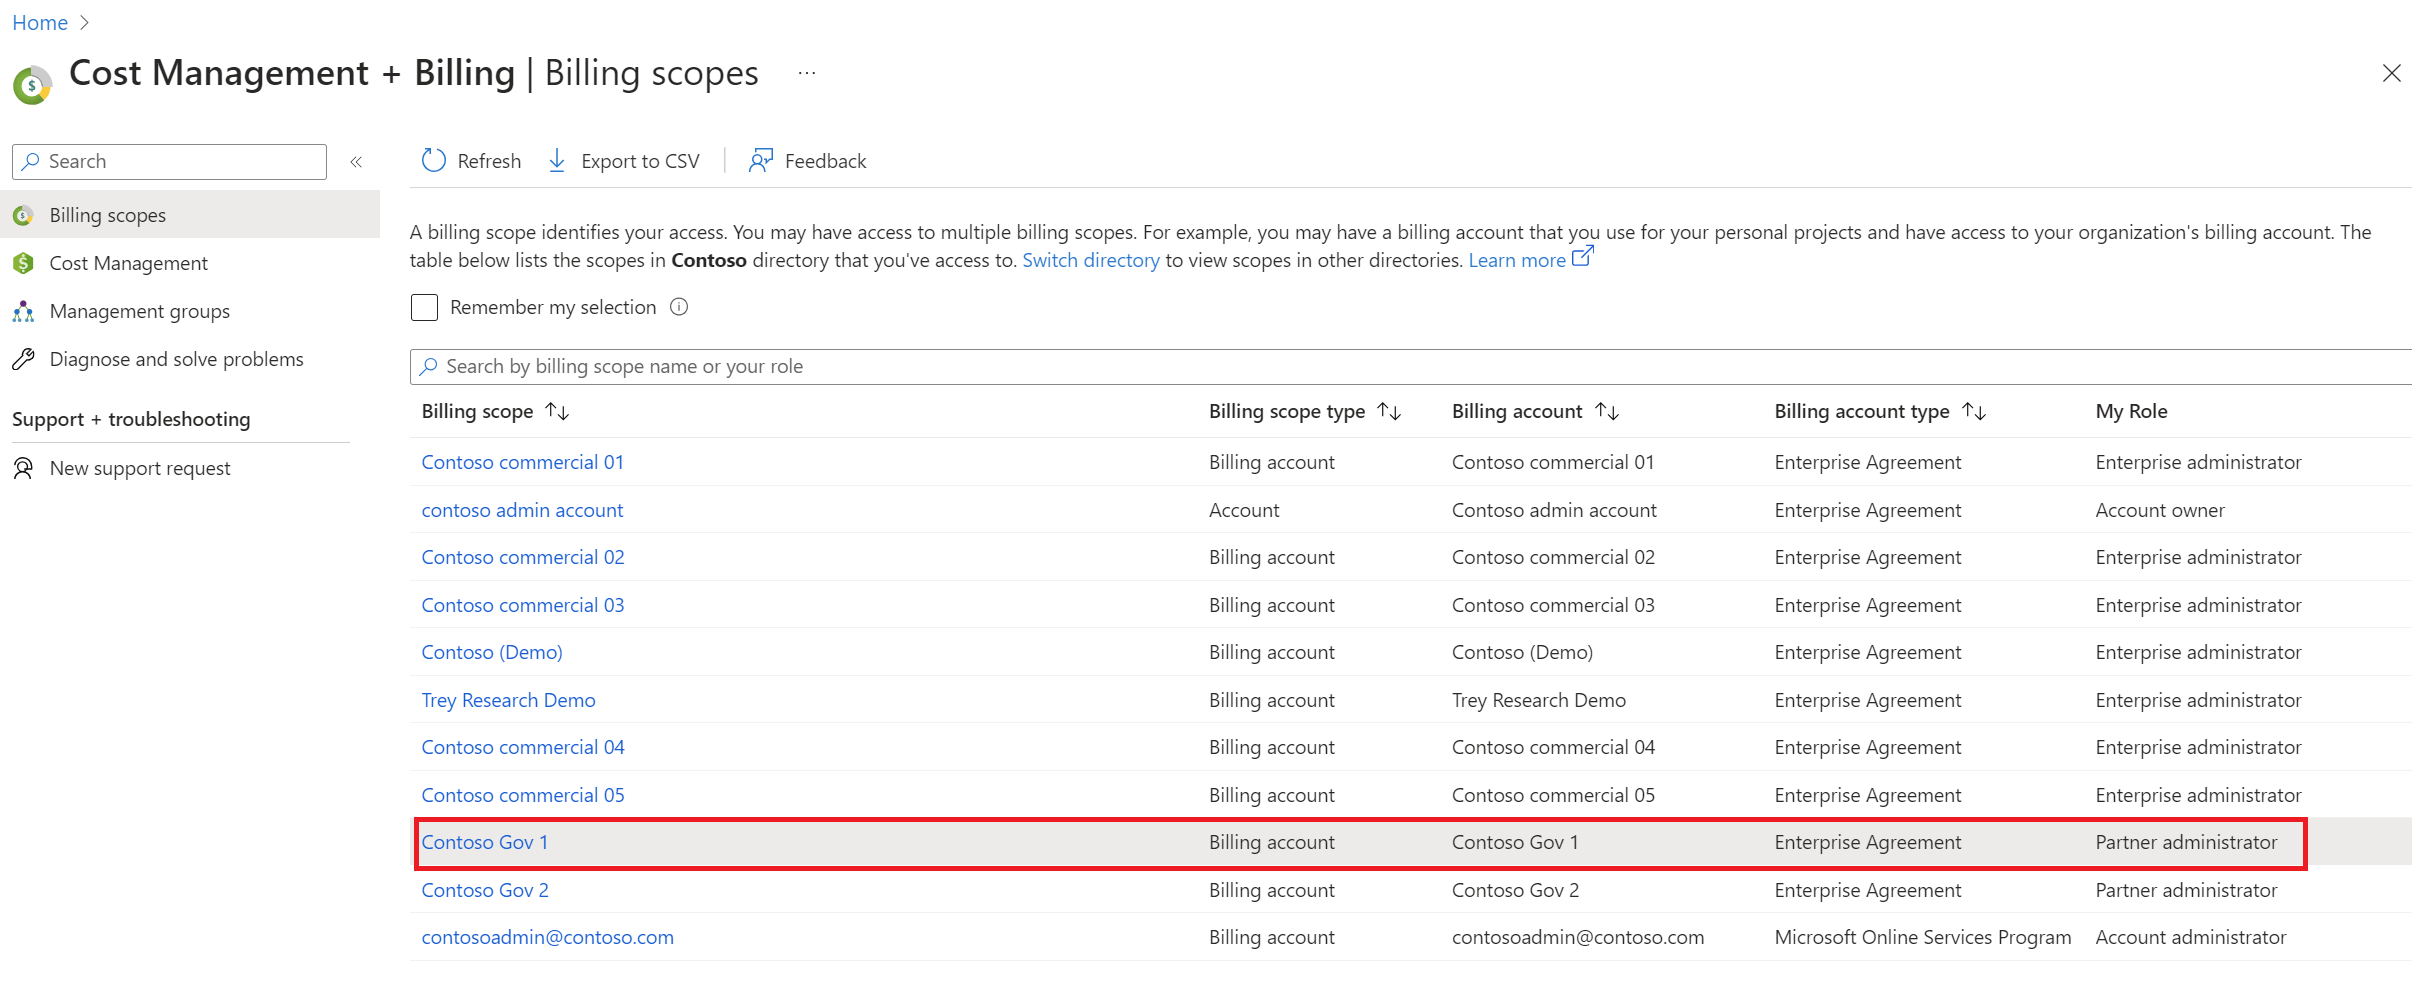 Home
Cost Management + Billing | Billing scopes ...
Search
Refresh Export to CSV Feedback
Billing scopes
Cost Management
Management groups
Diagnose and solve problems
Support + troubleshooting
New support request
A billing scope identifies your access. You may have access to multiple billing scopes. For example, you may have a billing account that you use for your personal projects and have access to your organization's billing account. The
table below lists the scopes in Contoso directory that you've access to. Switch directory to view scopes in other directories. Learn more
Remember my selection
Search by billing scope name or your role
Billing scope Billing scope type Billing account Billing account type My Role
Contoso commercial 01 Billing account Contoso commercial 01 Enterprise Agreement Enterprise administrator
contoso admin account Account Contoso admin account Enterprise Agreement Account owner
Contoso commercial 02 Billing account Contoso commercial 02 Enterprise Agreement Enterprise administrator
Contoso commercial 03 Billing account Contoso commercial 03 Enterprise Agreement Enterprise administrator
Contoso (Demo) Billing account Contoso (Demo) Enterprise Agreement Enterprise administrator
Trey Research Demo Billing account Trey Research Demo Enterprise Agreement Enterprise administrator
Contoso commercial 04 Billing account Contoso commercial 04 Enterprise Agreement Enterprise administrator
Contoso commercial 05 Billing account Contoso commercial 05 Enterprise Agreement Enterprise administrator
Contoso Gov 1 Billing account Contoso Gov 1 Enterprise Agreement Partner administrator
Contoso Gov 2 Billing account Contoso Gov 2 Enterprise Agreement Partner administrator
contosoadmin@contoso.com Billing account contosoadmin@contoso.com Microsoft Online Services Program Account administrator